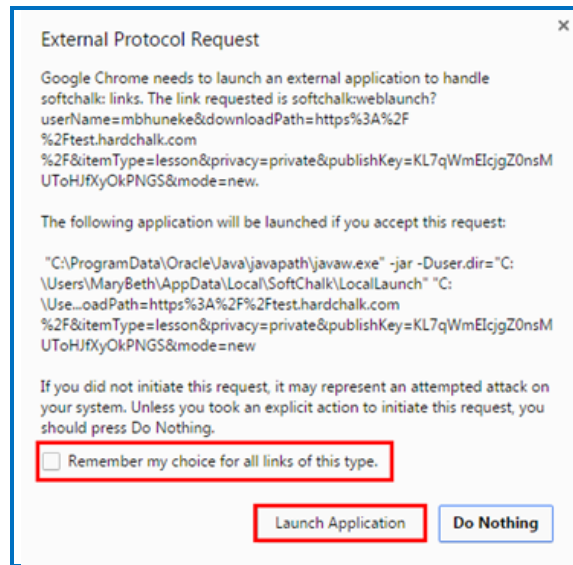 External Protocol Request
Google Chrome needs to launch an external application to handle
softchalk: links. The link requested is softchalk:weblaunch?
userName=mbhuneke&downloadPath=https%3A%2F
%2Ftest.hardchalk.com
%2F&itemType=lesson&privacy=private&publishKey=KL7qWmEIcjgZ0nsM
UToHJfXyOkPNGS&mode=new.
The following application will be launched if you accept this request:
"C:\ProgramData\Oracle\Java\javapath\javaw.exe" -jar -Duser.dir="C:
\Users\MaryBeth\AppData\Local\SoftChalk\LocalLaunch" "C:
\Use...oadPath=https%3A%2F%2Ftest.hardchalk.com
%2F&itemType=lesson&privacy=private&publishKey=KL7qWmEIcjgZ0nsM
UToHJfXyOkPNGS&mode=new
If you did not initiate this request, it may represent an attempted attack on
your system. Unless you took an explicit action to initiate this request, you
should press Do Nothing.
Remember my choice for all links of this type.
Launch Application Do Nothing